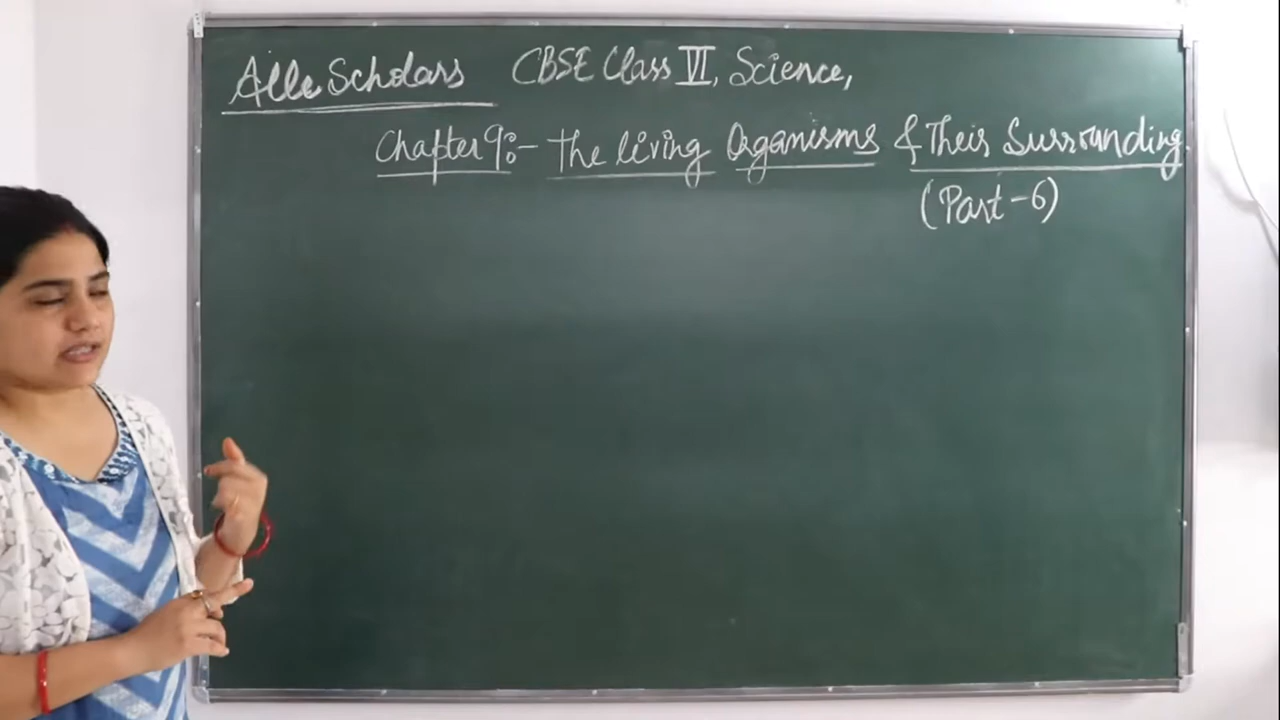 Alle Scholars CBSE Class VI, Science,
Chapter 9:- The living Organisms & Their Surrounding.
(Part-6)